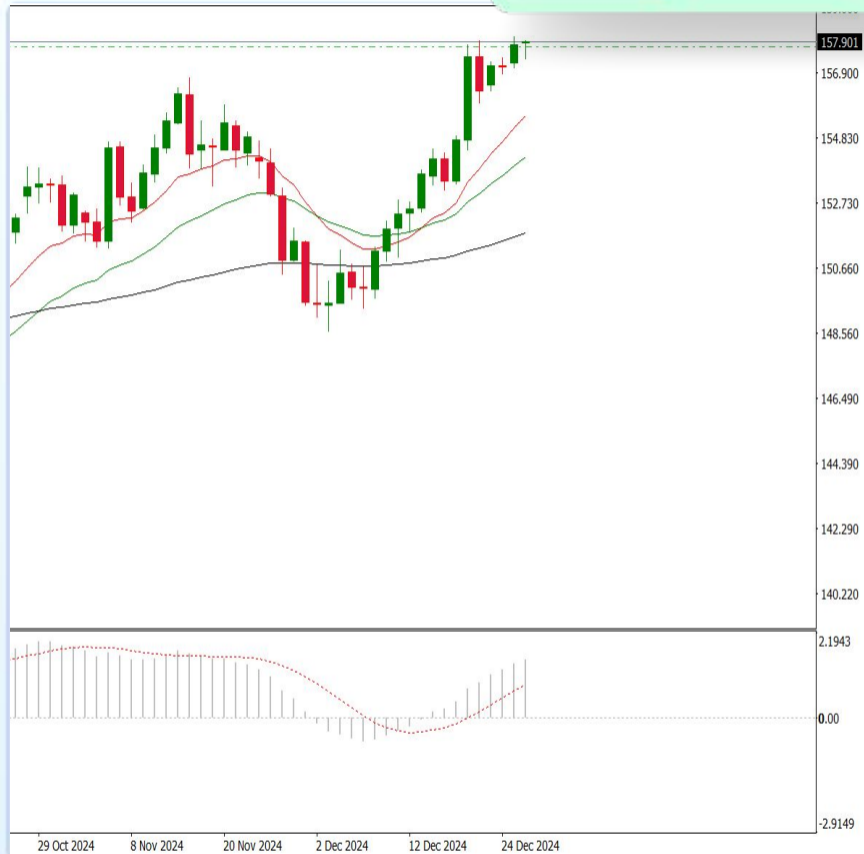 157.901
156.900
154.830
152.730
150.660
148.560
146.490
144.390
142.290
140.220
2.1943
0.00
-2.9149
29 Oct 2024
8 Nov 2024
20 Nov 2024
2 Dec 2024
12 Dec 2024
24 Dec 2024